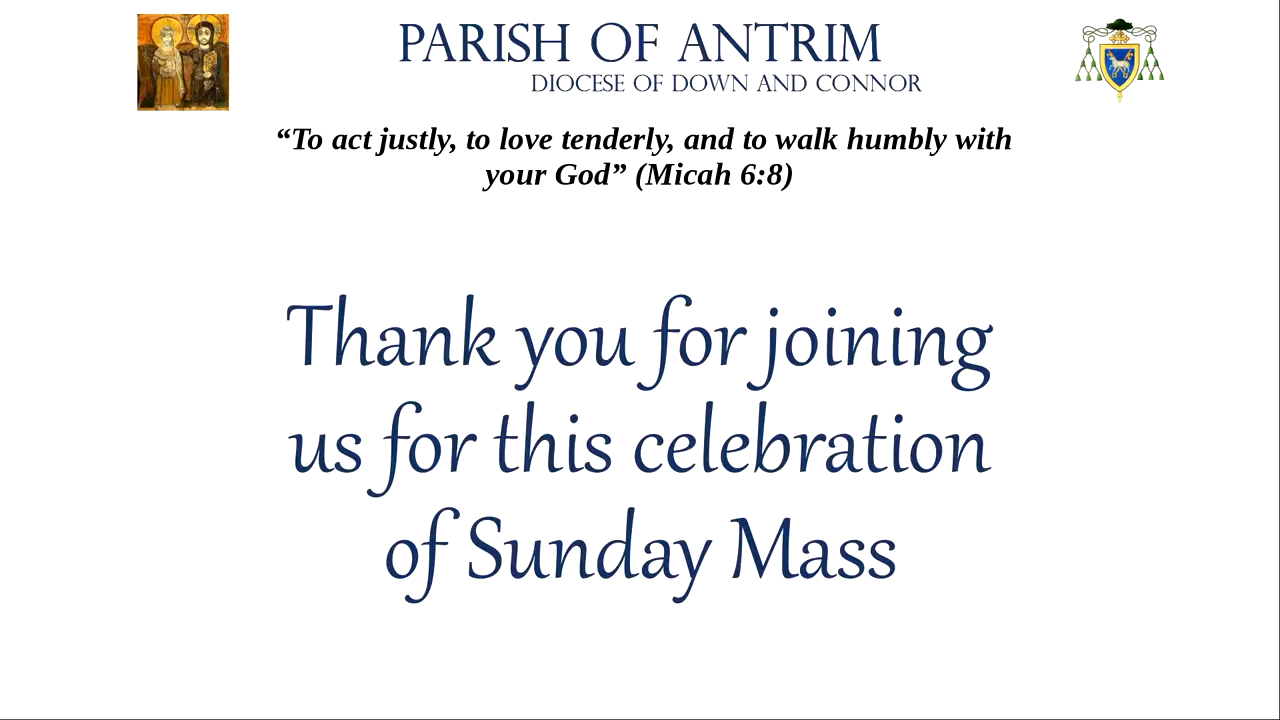 PARISH OF ANTRIM
DIOCESE OF DOWN AND CONNOR
“To act justly, to love tenderly, and to walk humbly with
your God” (Micah 6:8)
Thank you for joining
us for this celebration
of Sunday Mass